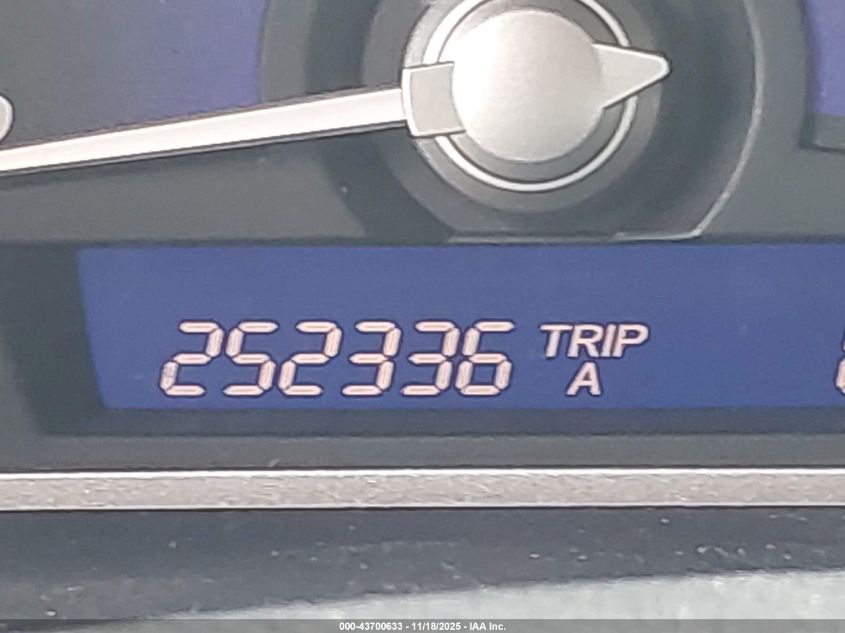 252336 TRIP
A
000-43700633 - 11/18/2025 - IAA Inc.